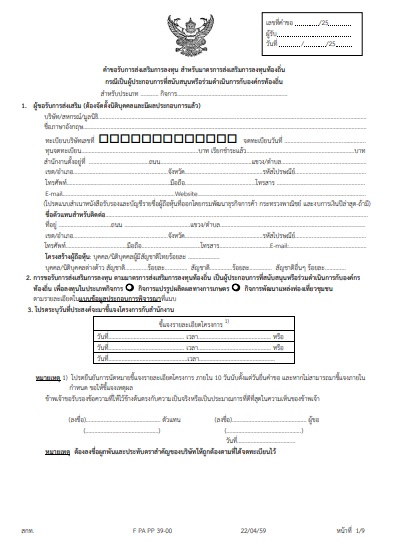 เลขที่คำขอ ........../25.......
ผู้รับ............................
วันที่ ......../........../25.......
คำขอรับการส่งเสริมการลงทุน สำหรับมาตรการส่งเสริมการลงทุนท้องถิ่น
กรณีเป็นผู้ประกอบการที่สนับสนุนหรือร่วมดำเนินการกับองค์กรท้องถิ่น
สำหรับประเภท .......... กิจการ..................................................
1. ผู้ขอรับการส่งเสริม (ต้องจัดตั้งนิติบุคคลและมีผลประกอบการแล้ว)
บริษัท/สหกรณ์/มูลนิธิ..................................................
ชื่อภาษาอังกฤษ..................................................
ทะเบียนบริษัทเลขที่ □□□□□□□□□□□□□ จดทะเบียนวันที่ ..............................
ทุนจดทะเบียน..................................................บาท เรียกชำระแล้ว..................................................บาท
สำนักงานตั้งอยู่ที่ ..............................ถนน..............................แขวง/ตำบล..............................
เขต/อำเภอ..............................จังหวัด..............................รหัสไปรษณีย์..............................
โทรศัพท์..............................มือถือ..............................โทรสาร ..............................
E-mail..............................Website..............................
(โปรดแนบสำเนาหนังสือรับรองและบัญชีรายชื่อผู้ถือหุ้นที่ออกโดยกรมพัฒนาธุรกิจการค้า กระทรวงพาณิชย์ และงบการเงินปีล่าสุด-ถ้ามี)
ชื่อตัวแทนสำหรับติดต่อ..................................................
ที่อยู่ ..............................ถนน ..............................แขวง/ตำบล..............................
เขต/อำเภอ..............................จังหวัด..............................รหัสไปรษณีย์..............................
โทรศัพท์..............................มือถือ..............................โทรสาร..............................E-mail:..............................
โครงสร้างผู้ถือหุ้น: บุคคล/นิติบุคคลผู้มีสัญชาติไทยร้อยละ ....................
บุคคล/นิติบุคคลต่างด้าว สัญชาติ..........ร้อยละ.......... สัญชาติ..........ร้อยละ.......... สัญชาติอื่นๆ ร้อยละ..........
2. การขอรับการส่งเสริมการลงทุน ตามมาตรการส่งเสริมการลงทุนท้องถิ่น เป็นผู้ประกอบการที่สนับสนุนหรือร่วมดำเนินการกับองค์กร
ท้องถิ่น เพื่อลงทุนในประเภทกิจการ ○ กิจการแปรรูปผลิตผลทางการเกษตร ○ กิจการพัฒนาแหล่งท่องเที่ยวชุมชน
ตามรายละเอียดในแบบข้อมูลประกอบการพิจารณาที่แนบ
3. โปรดระบุวันที่ประสงค์จะมาชี้แจงโครงการกับสำนักงาน
ชี้แจงรายละเอียดโครงการ 1)
วันที่.............................. เวลา.............................. หรือ
วันที่.............................. เวลา.............................. หรือ
วันที่..............................เวลา..............................
หมายเหตุ 1) โปรดยืนยันการนัดหมายชี้แจงรายละเอียดโครงการ ภายใน 10 วันนับตั้งแต่วันยื่นคำขอ และหากไม่สามารถมาชี้แจงภายใน
กำหนด ขอให้ชี้แจงเหตุผล
ข้าพเจ้าขอรับรองข้อความที่ให้ไว้ข้างต้นตรงกับความเป็นจริงหรือเป็นประมาณการที่ดีที่สุดในความเห็นของข้าพเจ้า
(ลงชื่อ).............................. ตัวแทน (ลงชื่อ).............................. ผู้ขอ
(..............................) (..............................)
วันที่..............................
หมายเหตุ ต้องลงชื่อผูกพันและประทับตราสำคัญของบริษัทให้ถูกต้องตามที่ได้จดทะเบียนไว้
สกท. F PA PP 39-00 22/04/59 หน้าที่ 1/9